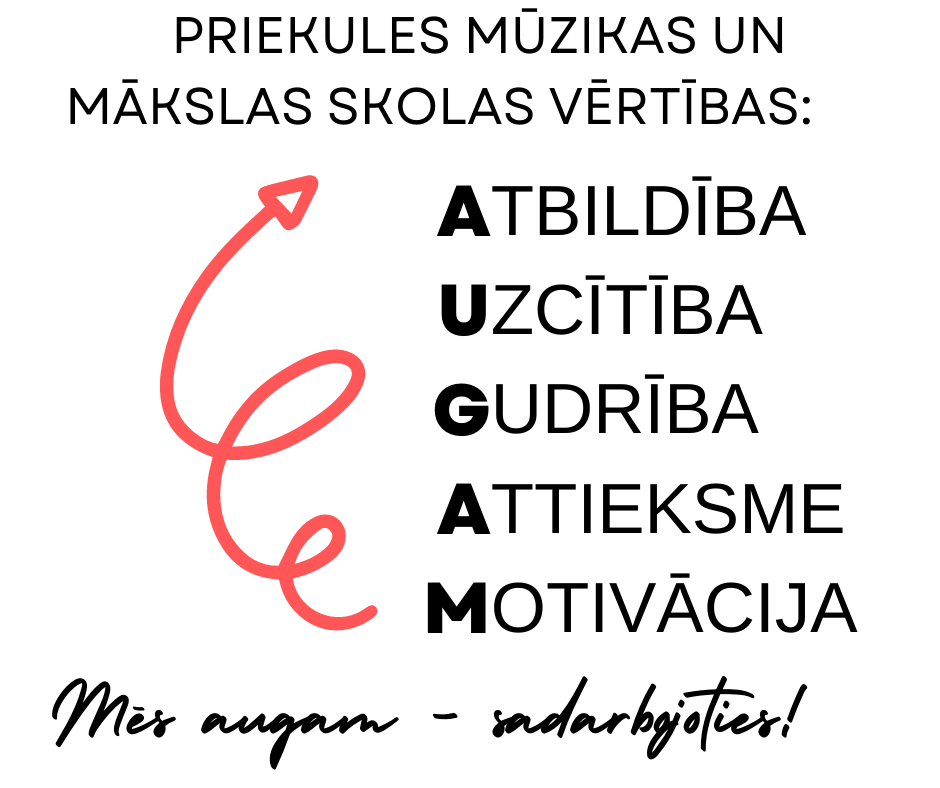 PRIEKULES MŪZIKAS UN
MĀKSLAS SKOLAS VĒRTĪBAS:
ATBILDĪBA
UZCĪTĪBA
GUDRĪBA
ATTIEKSME
MOTIVĀCIJA
Mēs augam - sadarbojoties!